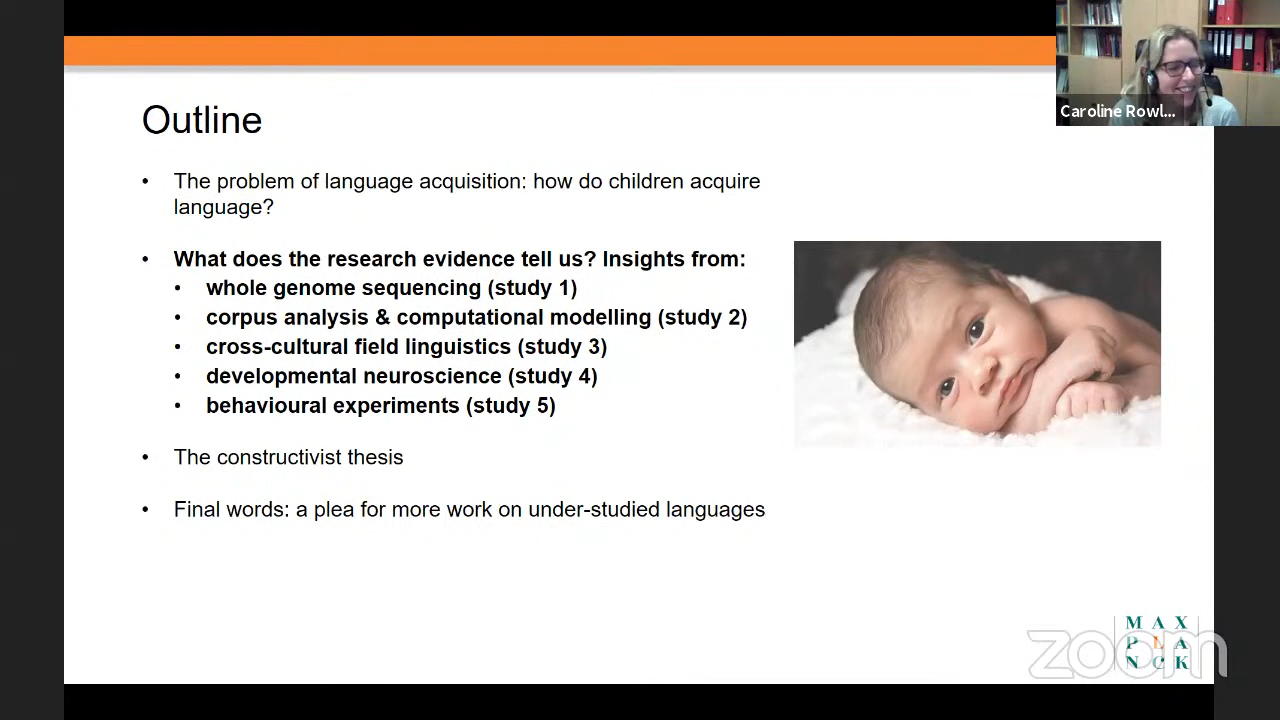 Outline
• The problem of language acquisition: how do children acquire
language?
• What does the research evidence tell us? Insights from:
• whole genome sequencing (study 1)
• corpus analysis & computational modelling (study 2)
• cross-cultural field linguistics (study 3)
• developmental neuroscience (study 4)
• behavioural experiments (study 5)
• The constructivist thesis
• Final words: a plea for more work on under-studied languages
Caroline Rowl...
MAX
PLA
NCK
zoom